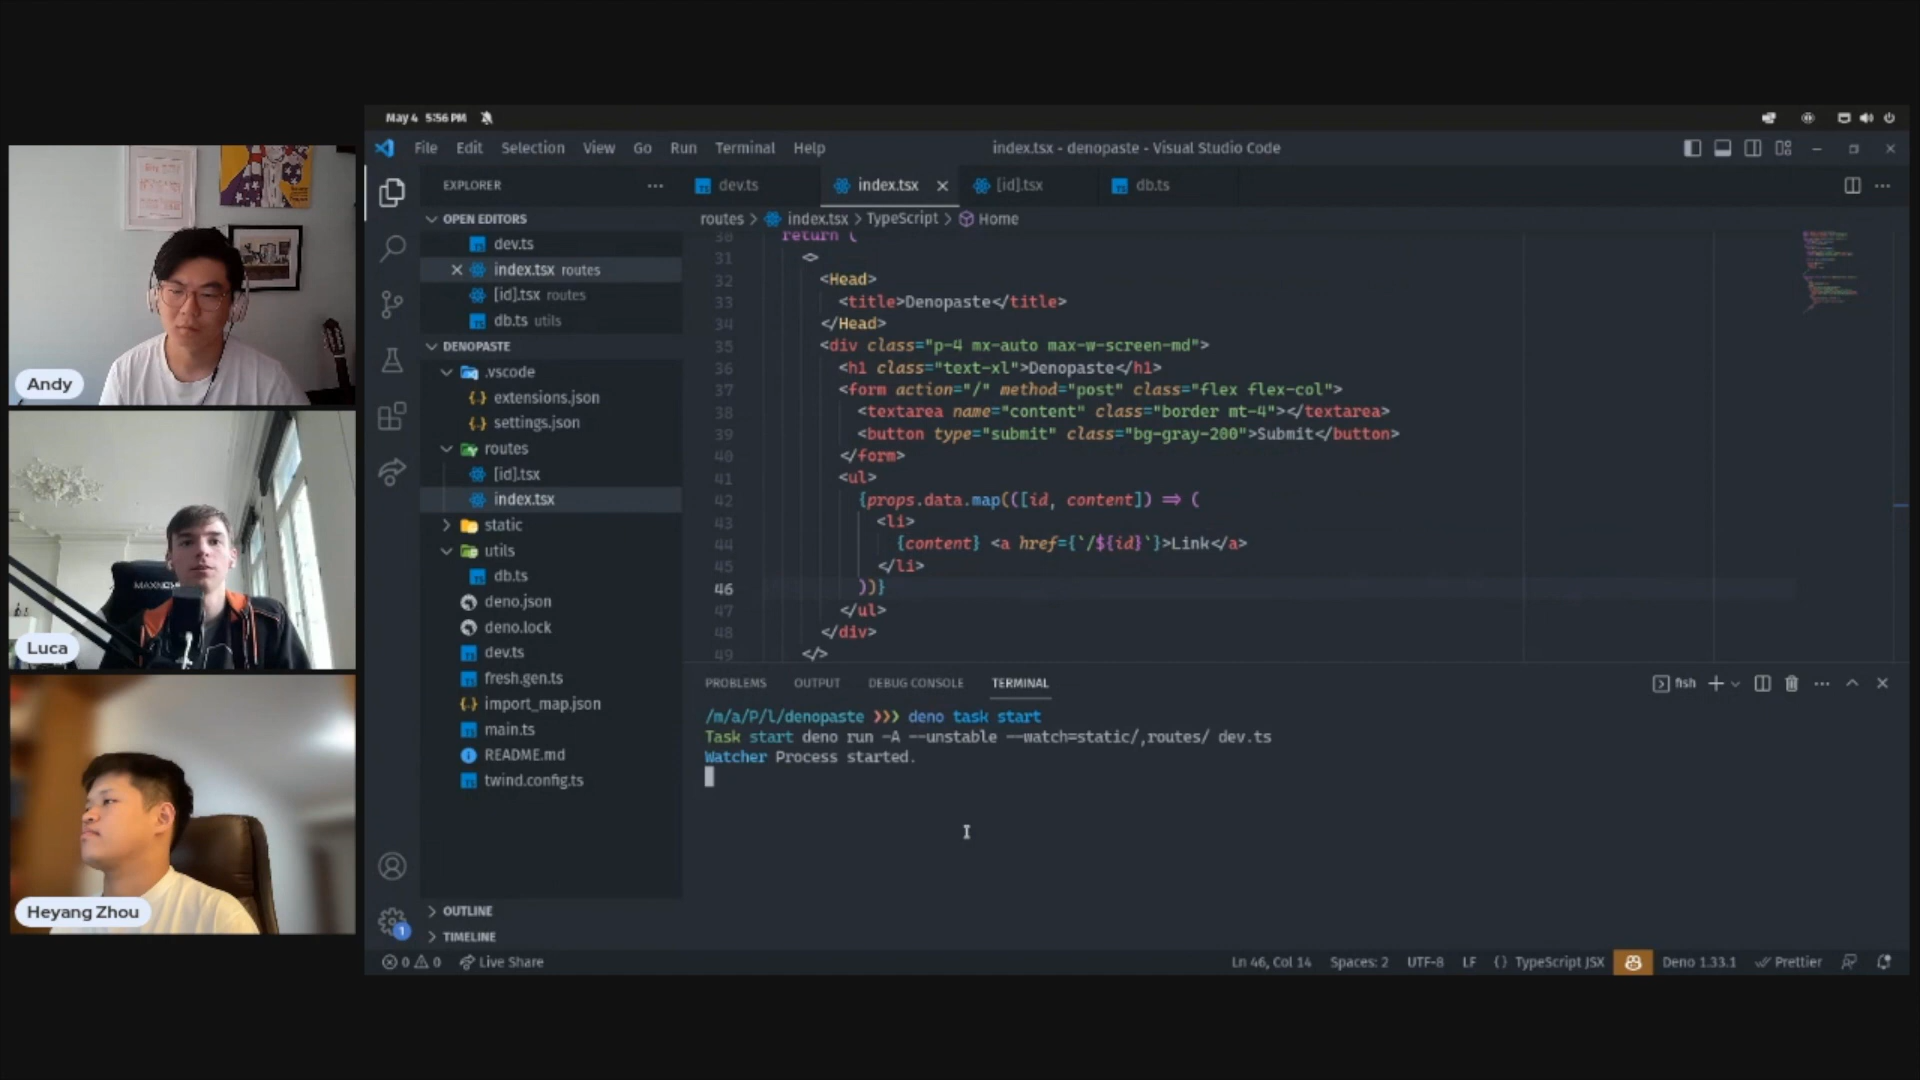 Andy
Luca
Heyang Zhou
May 4 5:56 PM
File Edit Selection View Go Run Terminal Help
index.tsx - denopaste - Visual Studio Code
EXPLORER
OPEN EDITORS
dev.ts
index.tsx routes
[id].tsx routes
db.ts utils
DENOPASTE
.vscode
extensions.json
settings.json
routes
[id].tsx
index.tsx
static
utils
db.ts
deno.json
deno.lock
dev.ts
fresh.gen.ts
import_map.json
main.ts
README.md
twind.config.ts
OUTLINE
TIMELINE
dev.ts index.tsx [id].tsx db.ts
routes > index.tsx > TypeScript > Home
30 return (
31 <>
32 <Head>
33 <title>Denopaste</title>
34 </Head>
35 <div class="p-4 mx-auto max-w-screen-md">
36 <h1 class="text-xl">Denopaste</h1>
37 <form action="/" method="post" class="flex flex-col">
38 <textarea name="content" class="border mt-4"></textarea>
39 <button type="submit" class="bg-gray-200">Submit</button>
40 </form>
41 <ul>
42 {props.data.map(([id, content]) => (
43 <li>
44 {content} <a href={`/${id}`}>Link</a>
45 </li>
46 ))}
47 </ul>
48 </div>
49 </>
PROBLEMS OUTPUT DEBUG CONSOLE TERMINAL
fish
/m/a/P/l/denopaste ❯❯❯ deno task start
Task start deno run -A --unstable --watch=static/,routes/ dev.ts
Watcher Process started.
1
0 0 Live Share
Ln 46, Col 14 Spaces: 2 UTF-8 LF {} TypeScript JSX Deno 1.33.1 Prettier